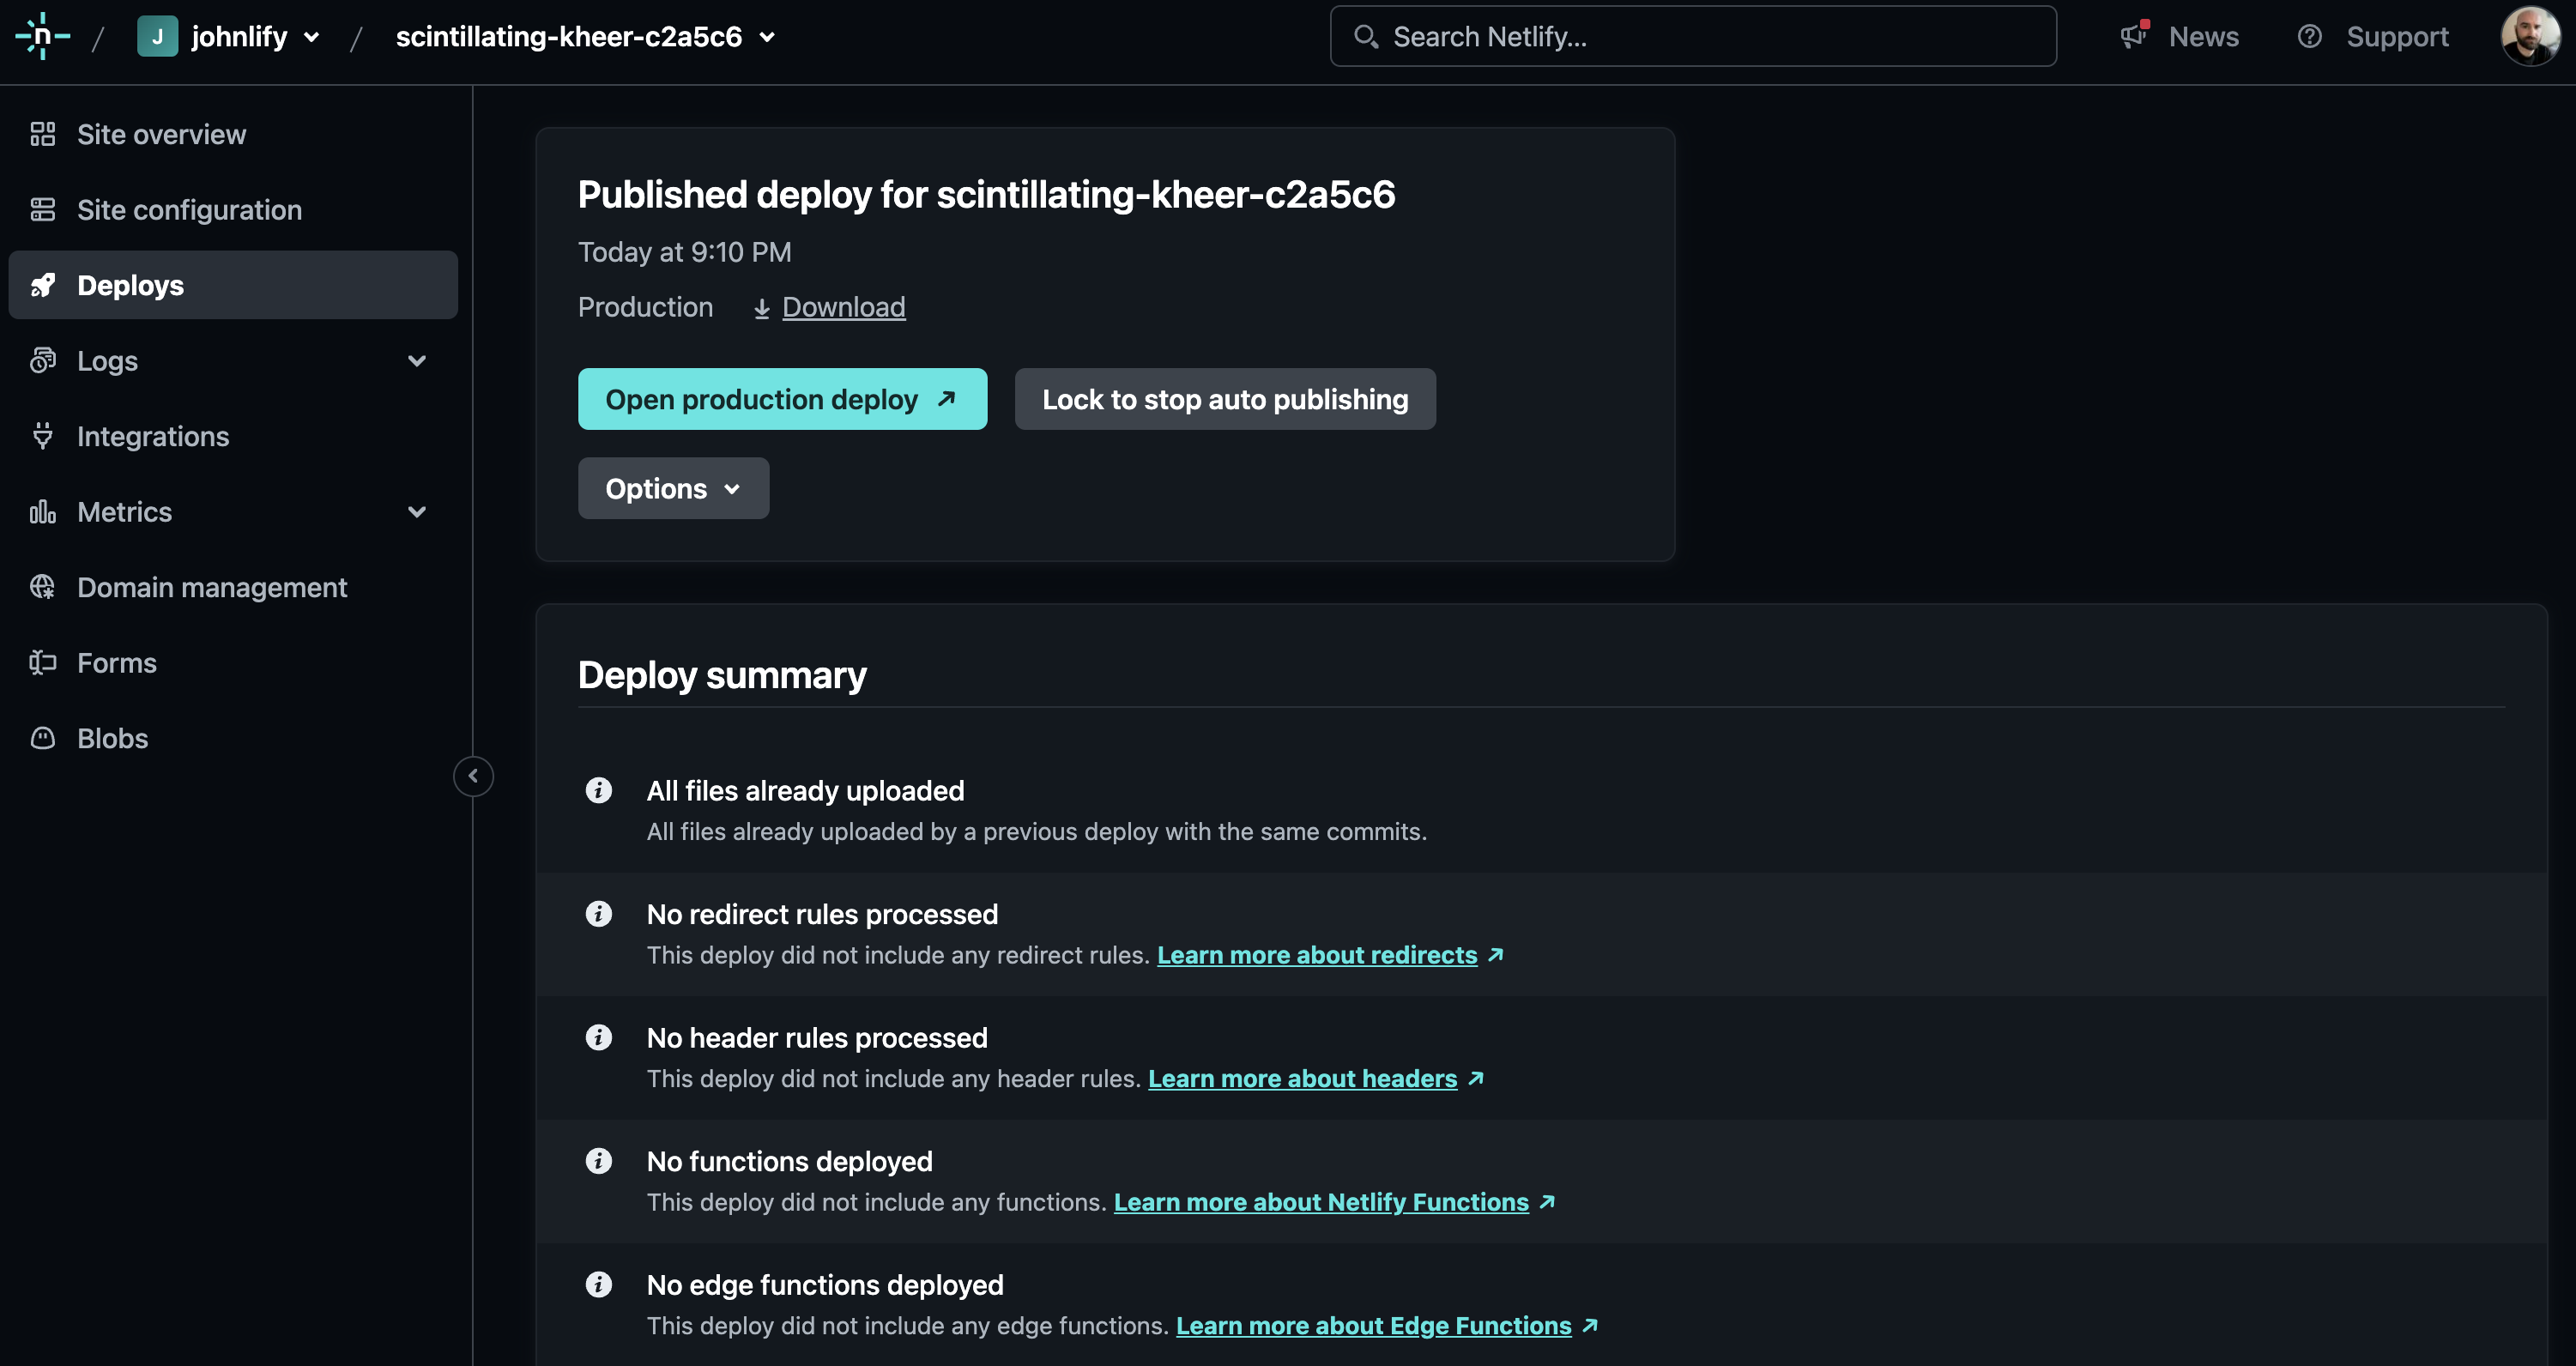 n / J johnlify / scintillating-kheer-c2a5c6
Search Netlify...
News
Support
Site overview
Site configuration
Deploys
Logs
Integrations
Metrics
Domain management
Forms
Blobs
Published deploy for scintillating-kheer-c2a5c6
Today at 9:10 PM
Production Download
Open production deploy
Lock to stop auto publishing
Options
Deploy summary
All files already uploaded
All files already uploaded by a previous deploy with the same commits.
No redirect rules processed
This deploy did not include any redirect rules. Learn more about redirects
No header rules processed
This deploy did not include any header rules. Learn more about headers
No functions deployed
This deploy did not include any functions. Learn more about Netlify Functions
No edge functions deployed
This deploy did not include any edge functions. Learn more about Edge Functions